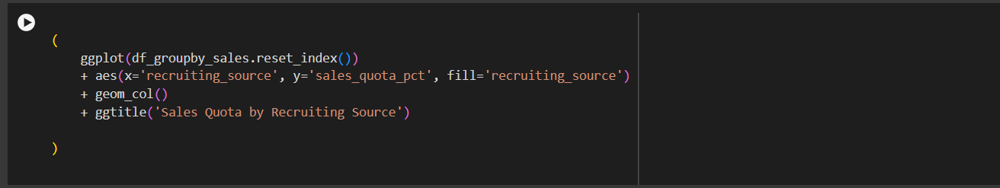 (
    ggplot(df_groupby_sales.reset_index())
    + aes(x='recruiting_source', y='sales_quota_pct', fill='recruiting_source')
    + geom_col()
    + ggtitle('Sales Quota by Recruiting Source')
)